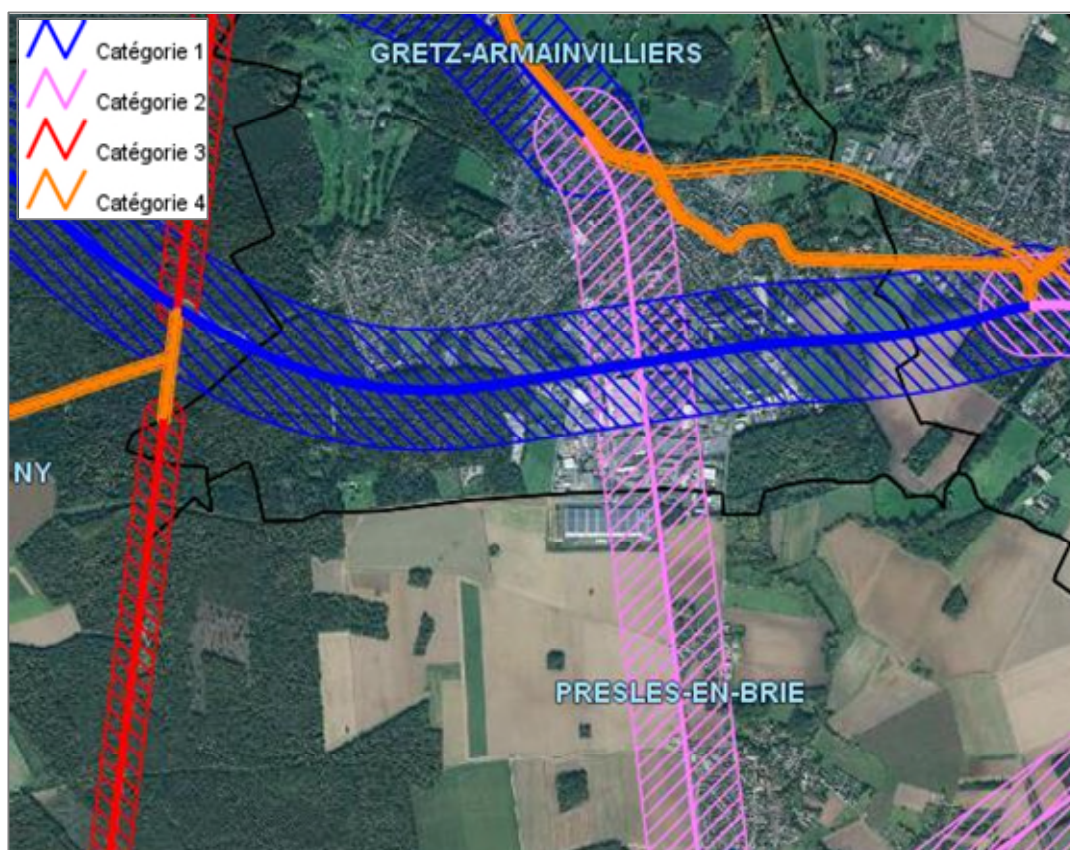 Catégorie 1
Catégorie 2
Catégorie 3
Catégorie 4
GRETZ-ARMAINVILLIERS
NY
PRESLES-EN-BRIE